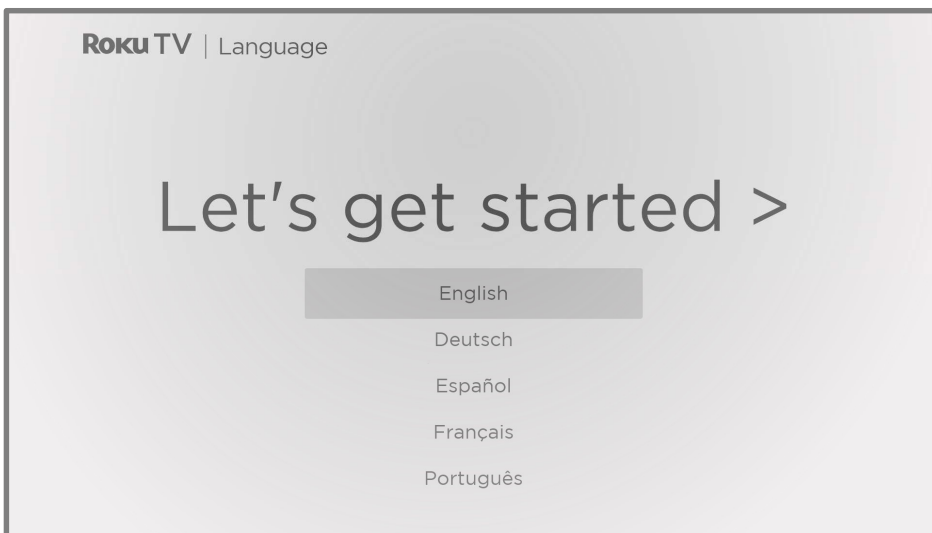 Roku TV | Language
Let's get started >
English
Deutsch
Español
Français
Português